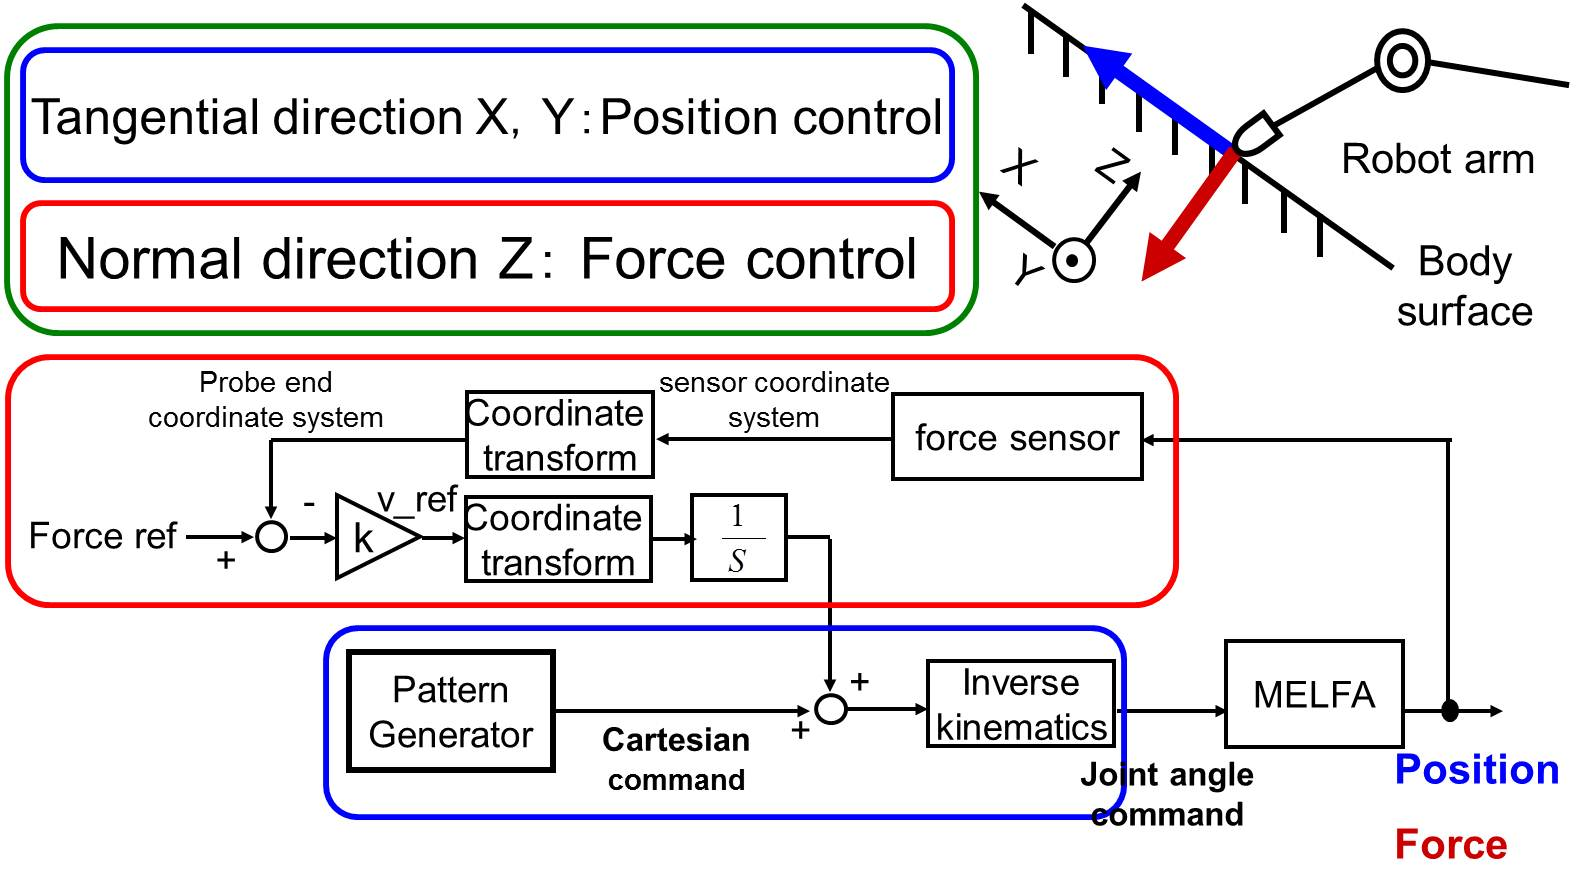 Tangential direction X, Y:Position control
Normal direction Z: Force control
X
Z
Y
Robot arm
Body
surface
Probe end
coordinate system
Coordinate
transform
sensor coordinate
system
force sensor
Force ref
+
-
k
v_ref
Coordinate
transform
1
S
Pattern
Generator
Cartesian
command
+
+
Inverse
kinematics
Joint angle
command
MELFA
Position
Force